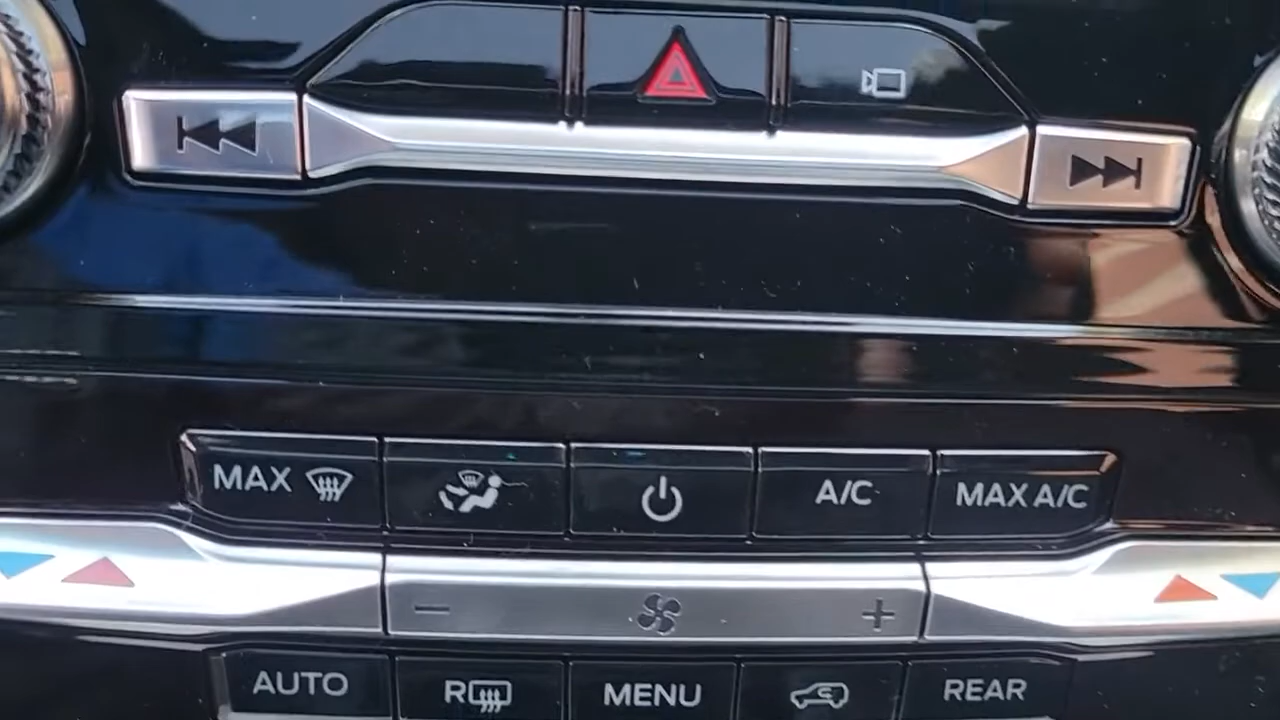 MAX
A/C
MAX A/C
− +
AUTO
R
MENU
REAR